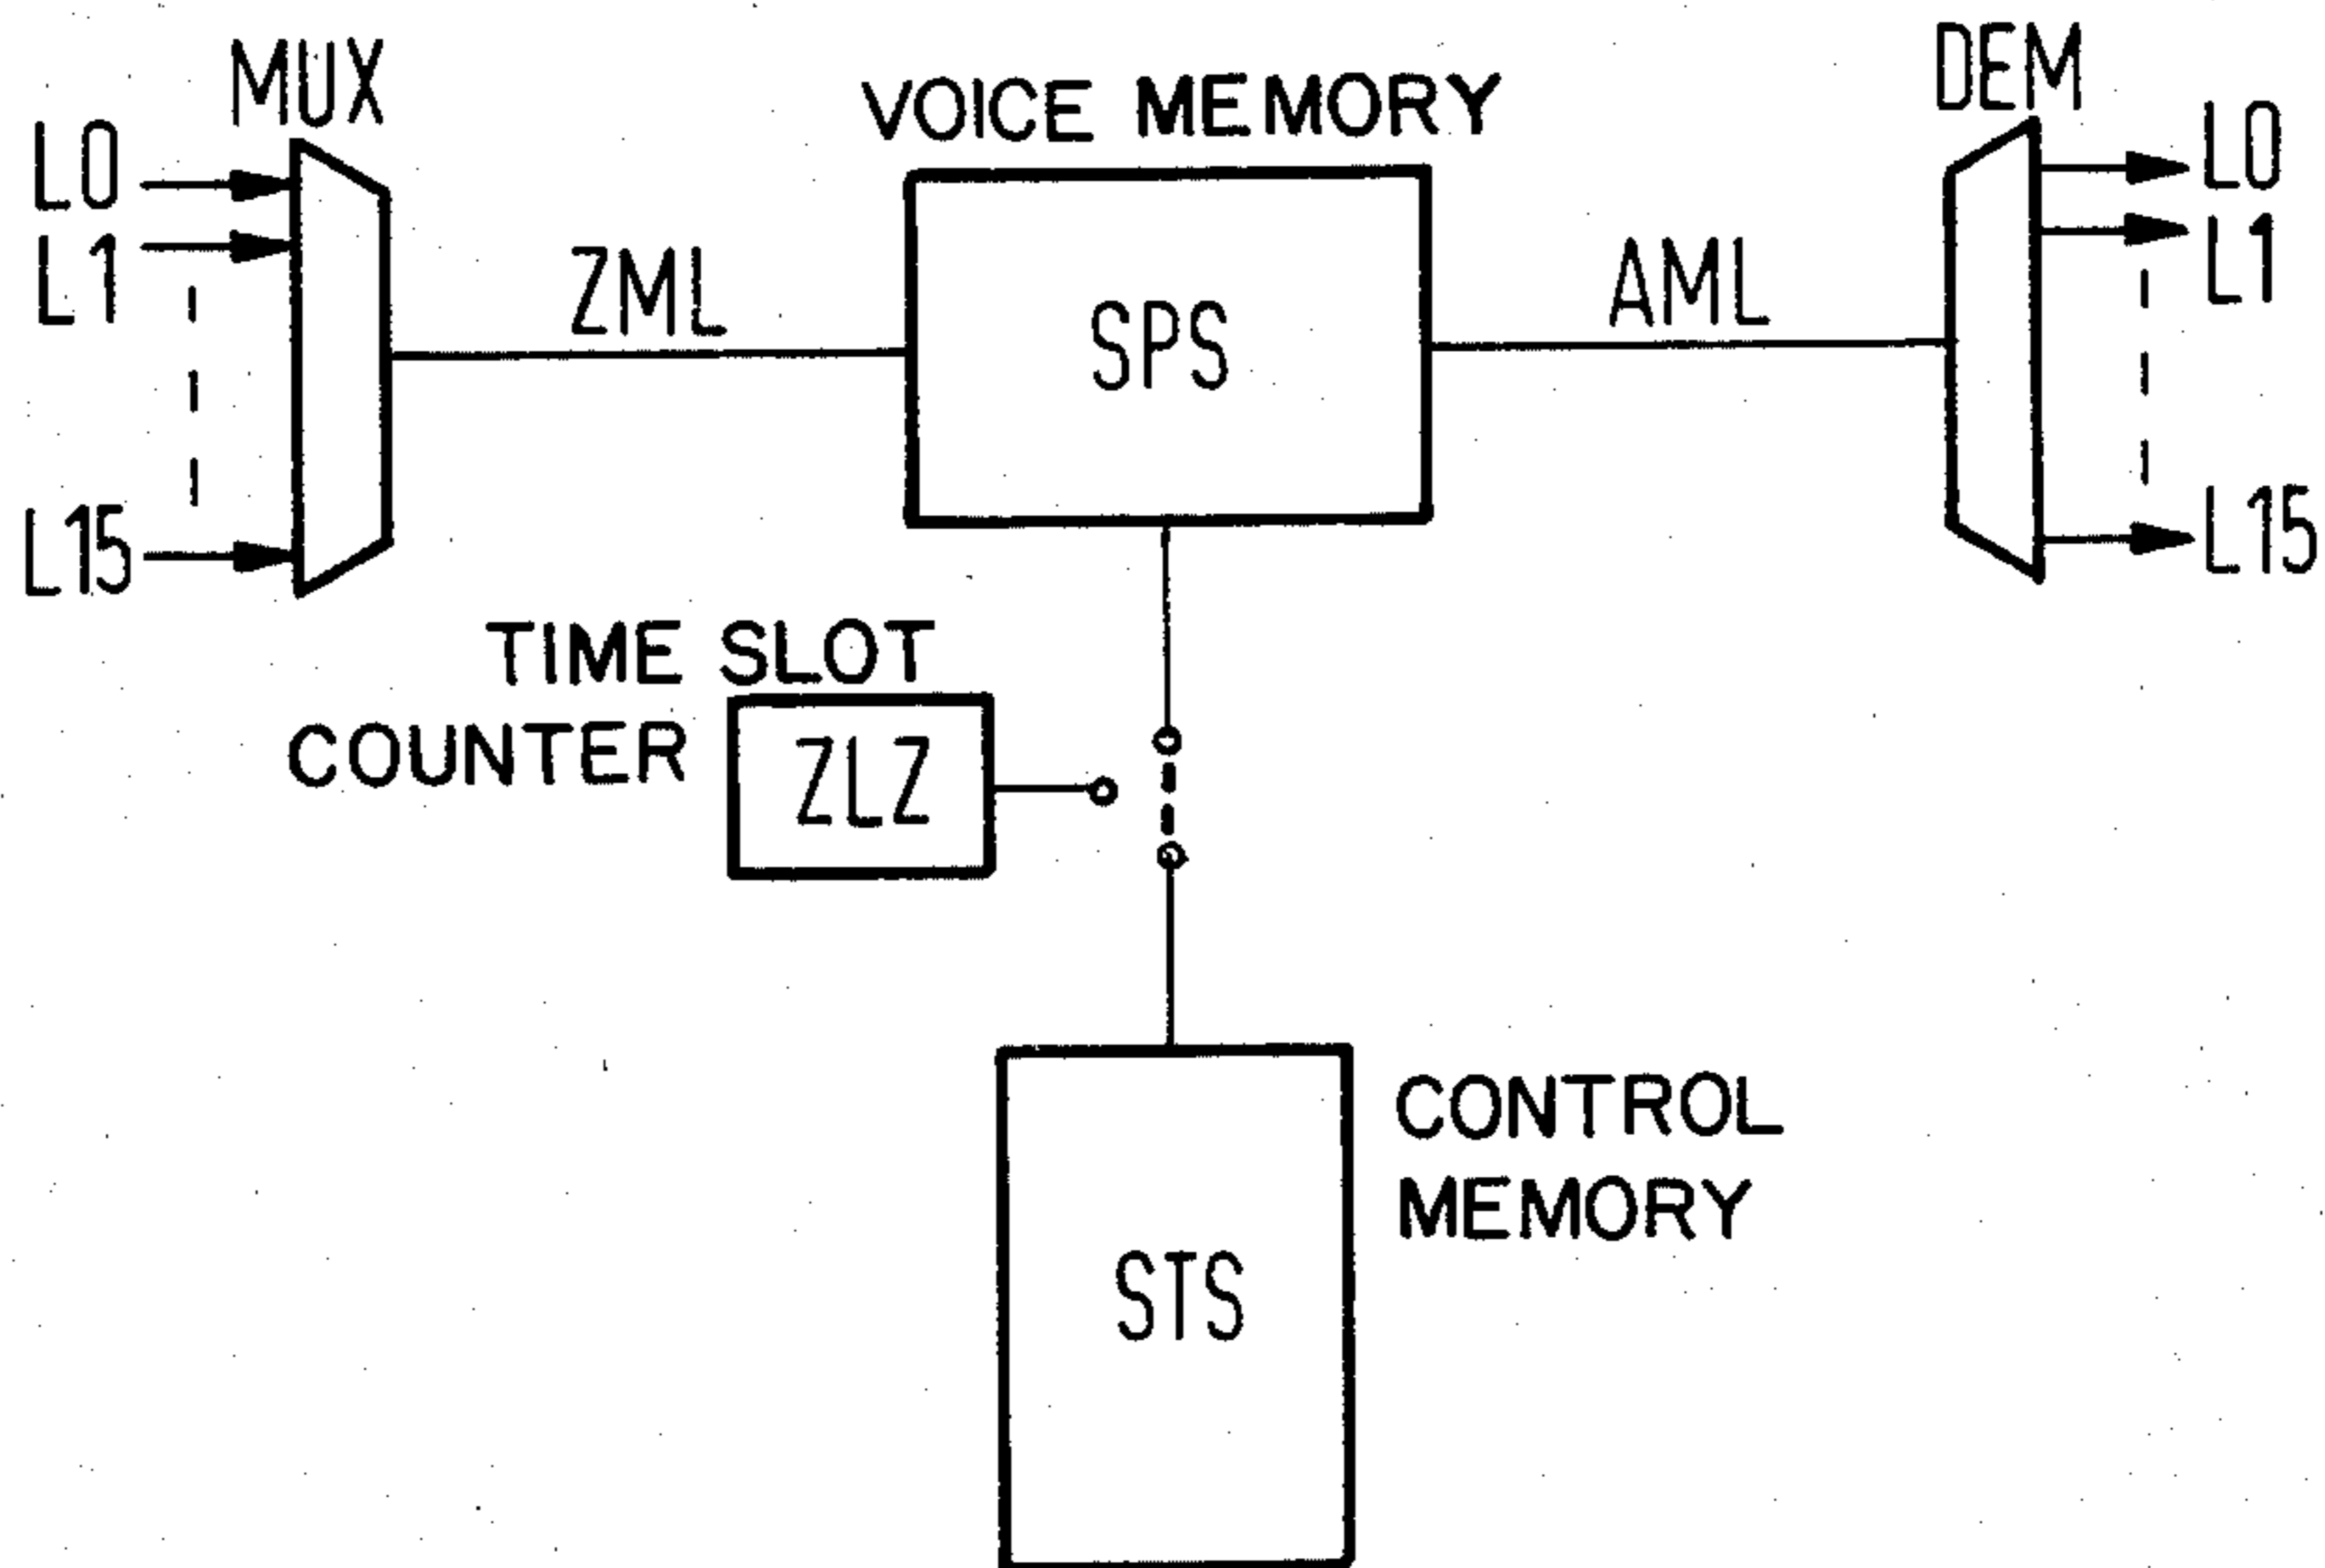 MUX
DEM
VOICE MEMORY
L0
L0
L1
L1
ZML
AML
SPS
L15
L15
TIME SLOT
COUNTER
ZLZ
CONTROL
MEMORY
STS